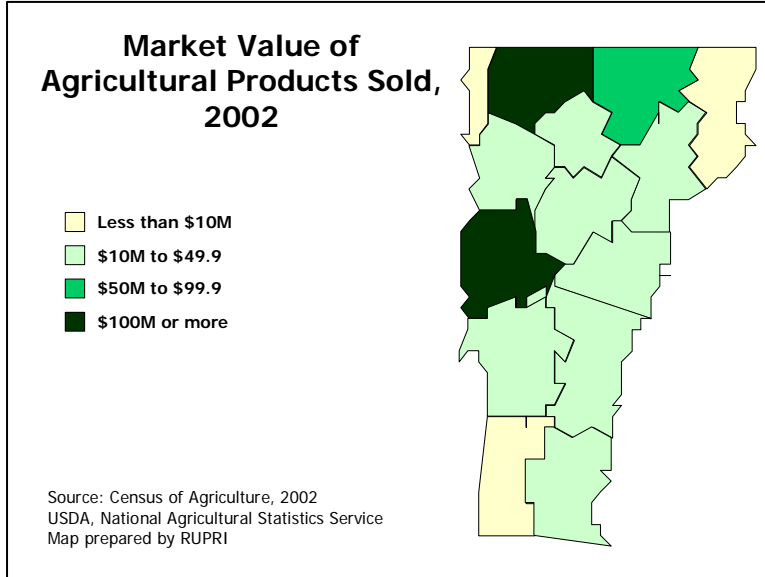 Market Value of
Agricultural Products Sold,
2002
Less than $10M
$10M to $49.9
$50M to $99.9
$100M or more
Source: Census of Agriculture, 2002
USDA, National Agricultural Statistics Service
Map prepared by RUPRI